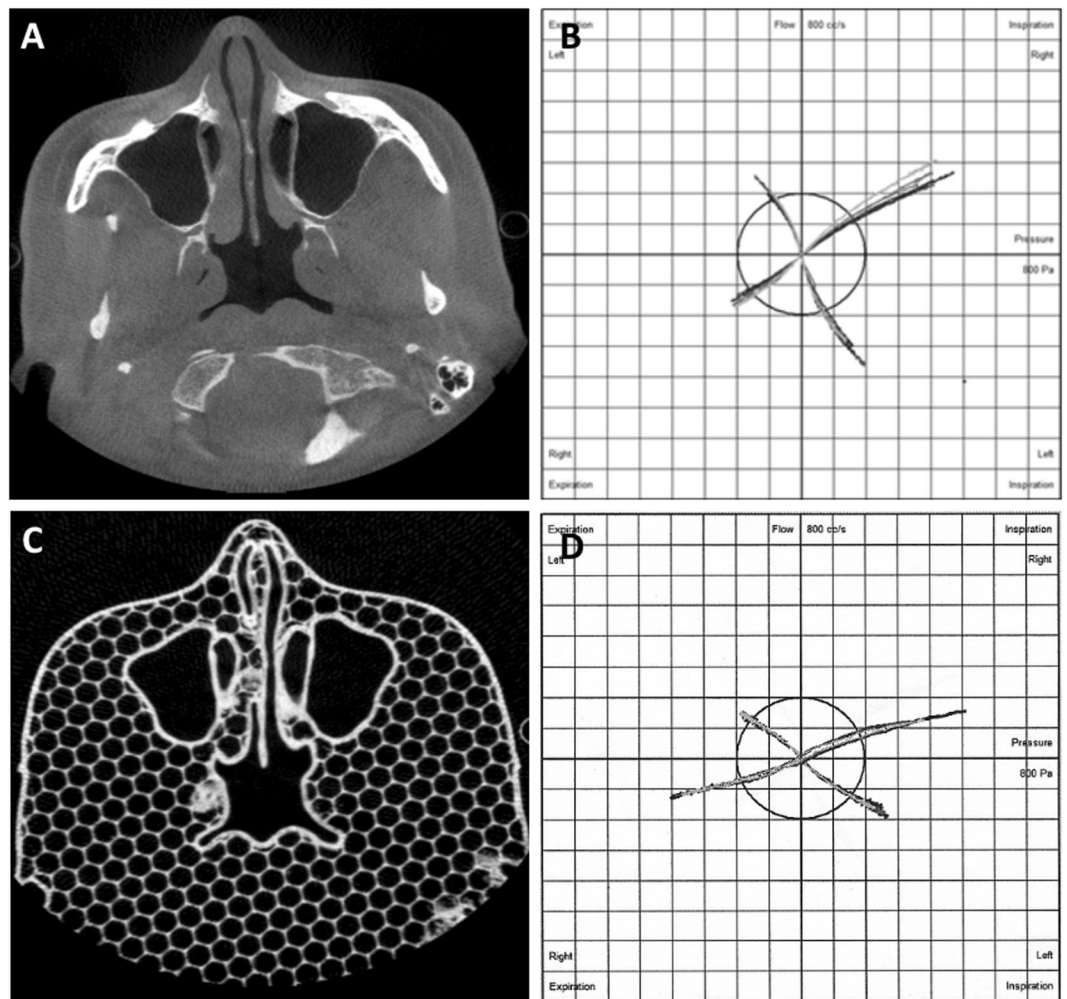 A
B
Expiration
Flow 800 cc/s
Inspiration
Left
Right
Pressure
800 Pa
Right
Left
Expiration
Inspiration
C
D
Expiration
Flow 800 cc/s
Inspiration
Left
Right
Pressure
800 Pa
Right
Left
Expiration
Inspiration